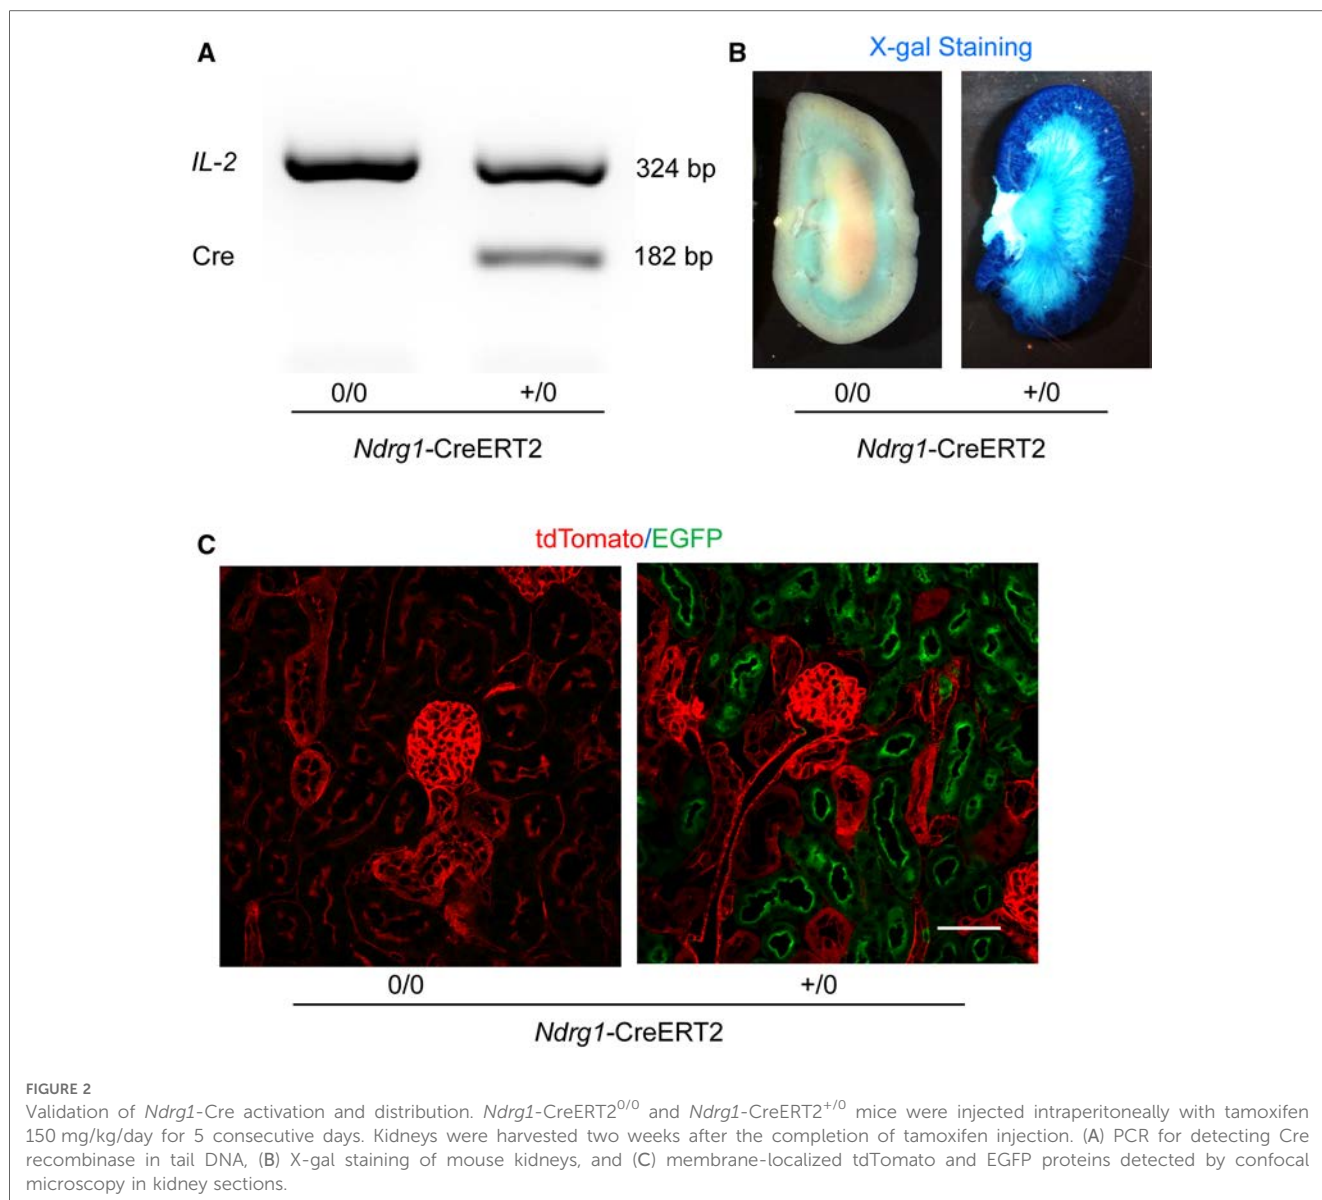 A
IL-2
324 bp
Cre
182 bp
0/0
+/0
Ndrg1-CreERT2
B
X-gal Staining
0/0
+/0
Ndrg1-CreERT2
C
tdTomato/EGFP
0/0
+/0
Ndrg1-CreERT2
FIGURE 2
Validation of Ndrg1-Cre activation and distribution. Ndrg1-CreERT2^0/0 and Ndrg1-CreERT2^+/0 mice were injected intraperitoneally with tamoxifen
150 mg/kg/day for 5 consecutive days. Kidneys were harvested two weeks after the completion of tamoxifen injection. (A) PCR for detecting Cre
recombinase in tail DNA, (B) X-gal staining of mouse kidneys, and (C) membrane-localized tdTomato and EGFP proteins detected by confocal
microscopy in kidney sections.